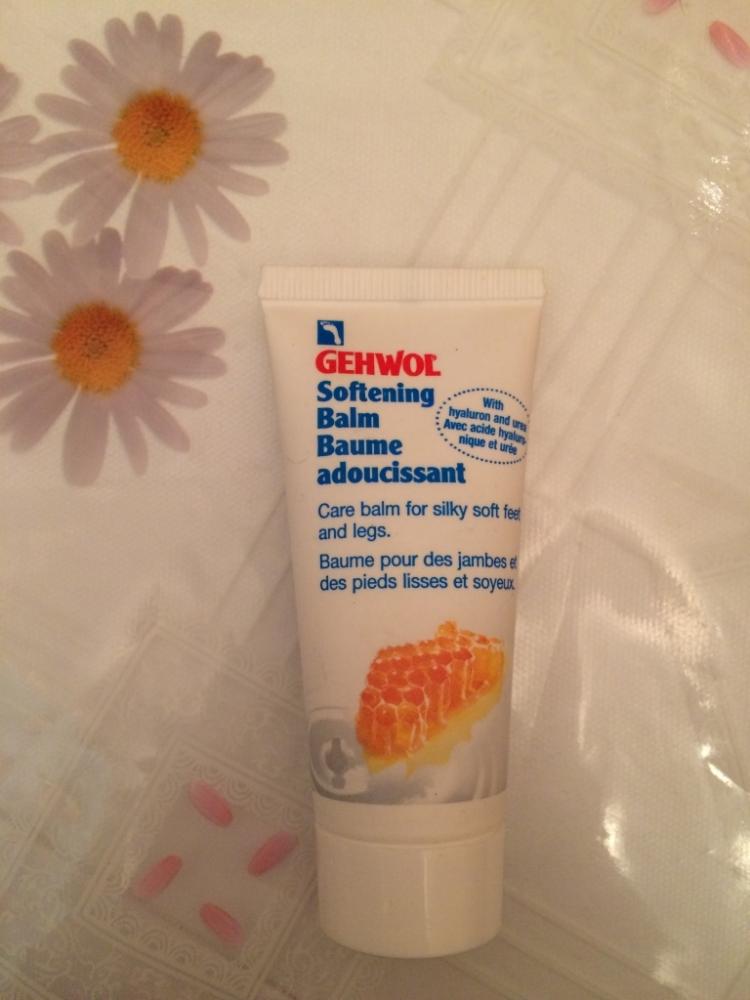 GEHWOL
Softening
Balm
Baume
adoucissant
With
hyaluron and urea
Avec acide hyaluro-
nique et urée
Care balm for silky soft feet
and legs.
Baume pour des jambes et
des pieds lisses et soyeux.